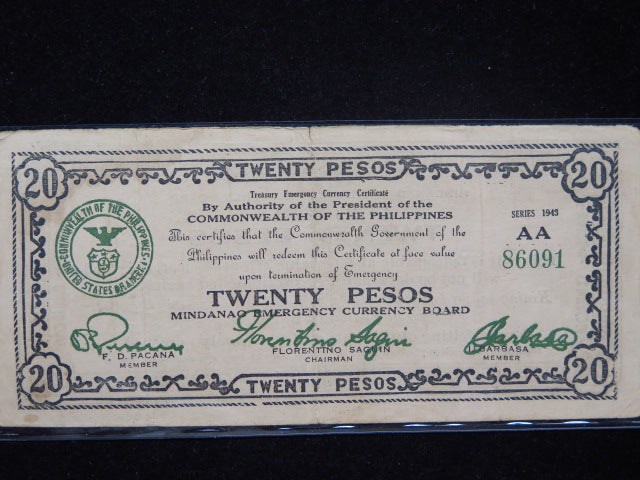 20 TWENTY PESOS 20
Treasury Emergency Currency Certificate
By Authority of the President of the
COMMONWEALTH OF THE PHILIPPINES
SERIES 1943
This certifies that the Commonwealth Government of the
AA
Philippines will redeem this Certificate at face value
86091
upon termination of Emergency
COMMONWEALTH OF THE PHILIPPINES
UNITED STATES OF AMERICA
TWENTY PESOS
MINDANAO EMERGENCY CURRENCY BOARD
Florentino Saguin
F. D. PACANA
MEMBER
FLORENTINO SAGUIN
CHAIRMAN
BARBASA
MEMBER
20 TWENTY PESOS 20